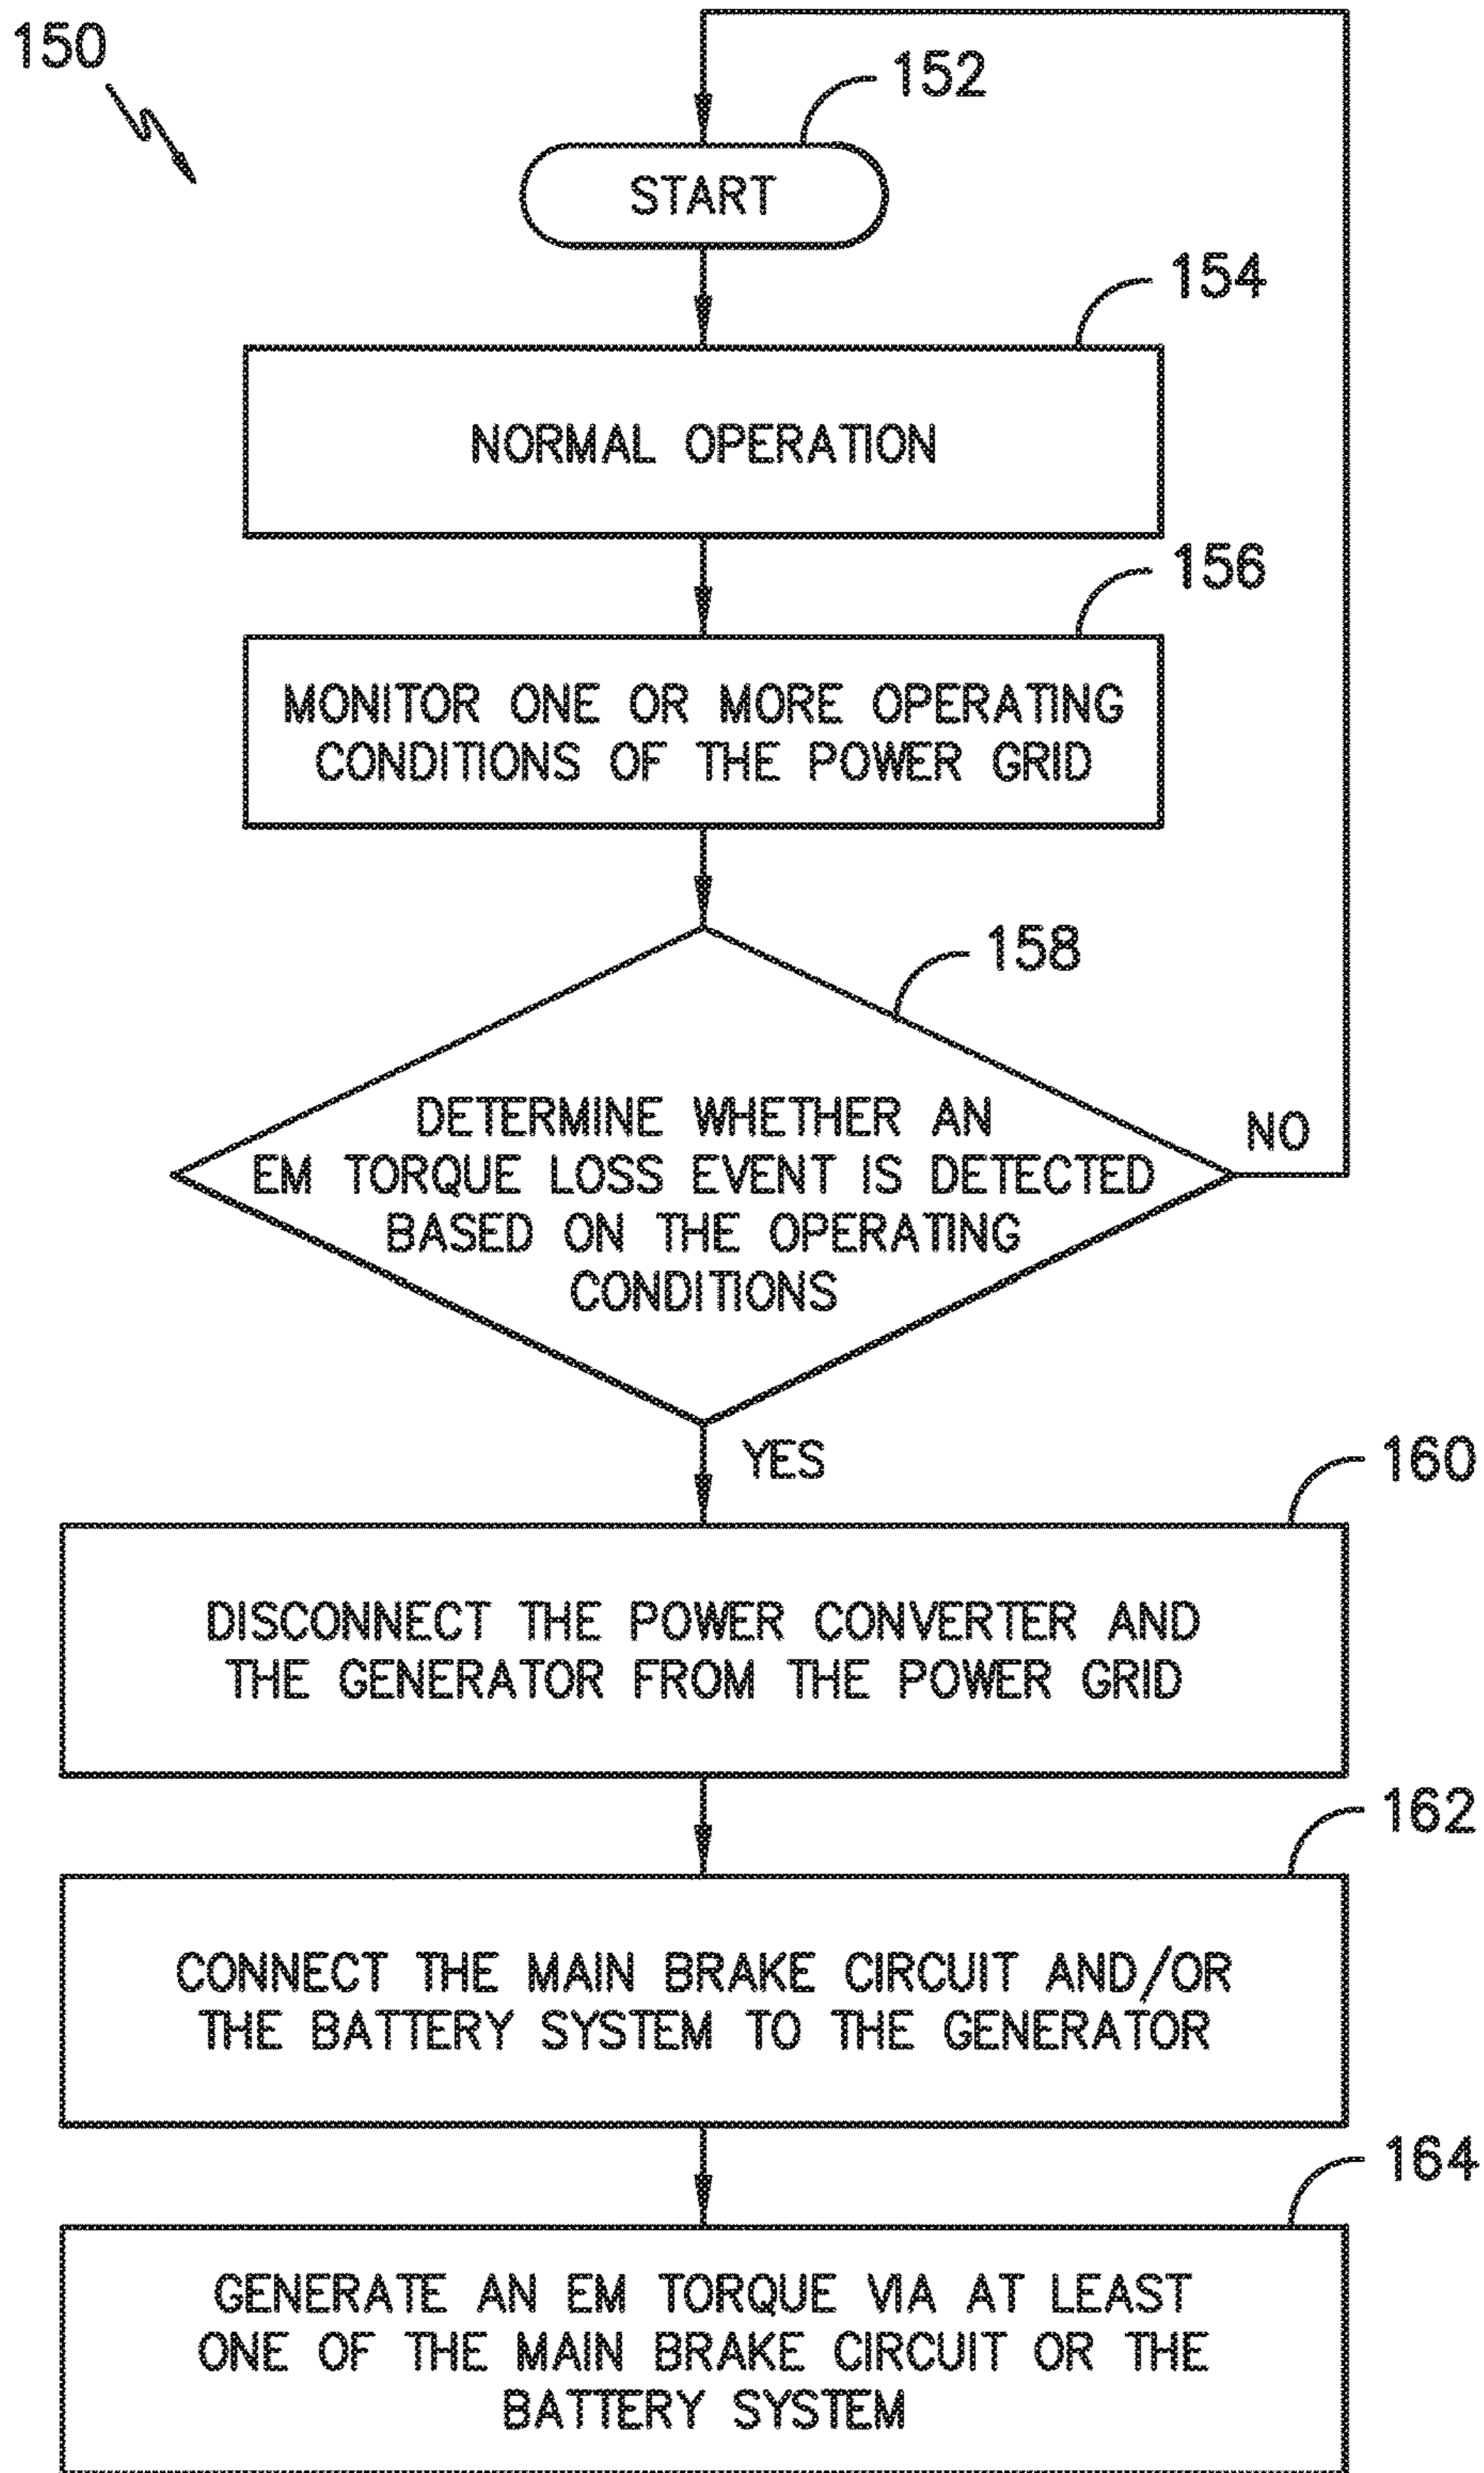 150
152
START
154
NORMAL OPERATION
156
MONITOR ONE OR MORE OPERATING
CONDITIONS OF THE POWER GRID
158
DETERMINE WHETHER AN
EM TORQUE LOSS EVENT IS DETECTED
BASED ON THE OPERATING
CONDITIONS
NO
YES
160
DISCONNECT THE POWER CONVERTER AND
THE GENERATOR FROM THE POWER GRID
162
CONNECT THE MAIN BRAKE CIRCUIT AND/OR
THE BATTERY SYSTEM TO THE GENERATOR
164
GENERATE AN EM TORQUE VIA AT LEAST
ONE OF THE MAIN BRAKE CIRCUIT OR THE
BATTERY SYSTEM